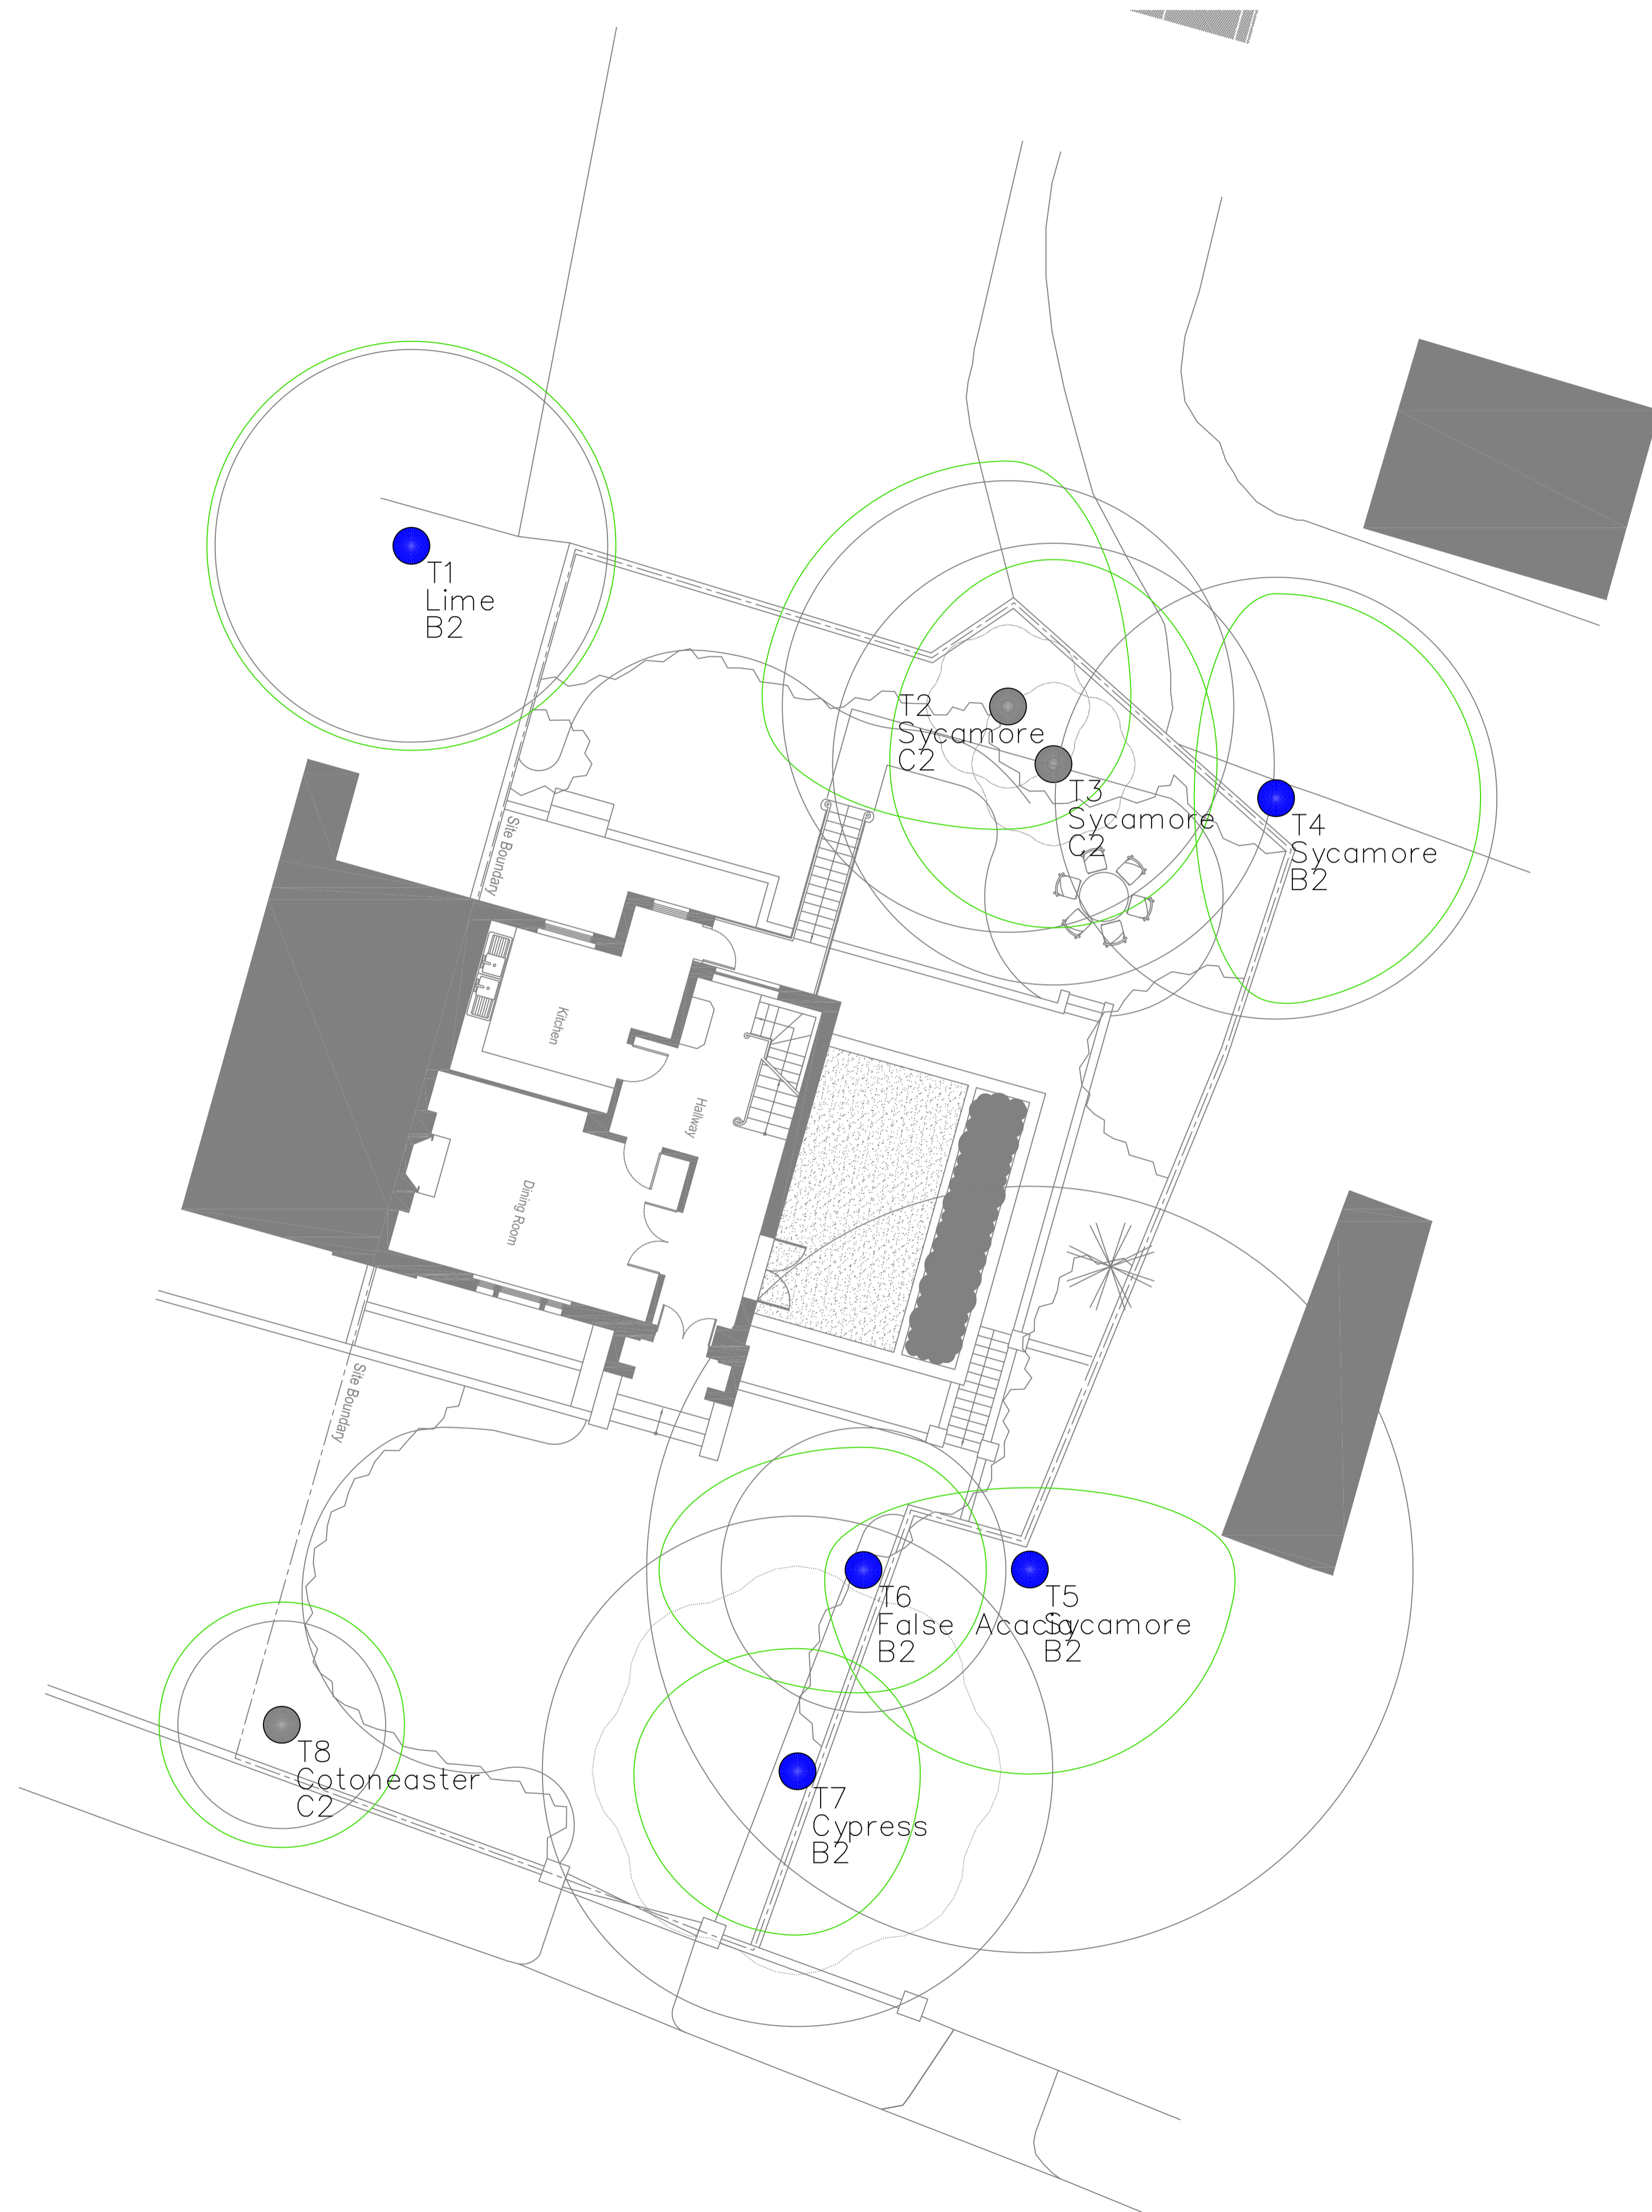 T1
Lime
B2
T2
Sycamore
C2
T3
Sycamore
C2
T4
Sycamore
B2
Site Boundary
Kitchen
Hallway
Dining Room
Site Boundary
T6
False Acacia
B2
T5
Sycamore
B2
T8
Cotoneaster
C2
T7
Cypress
B2